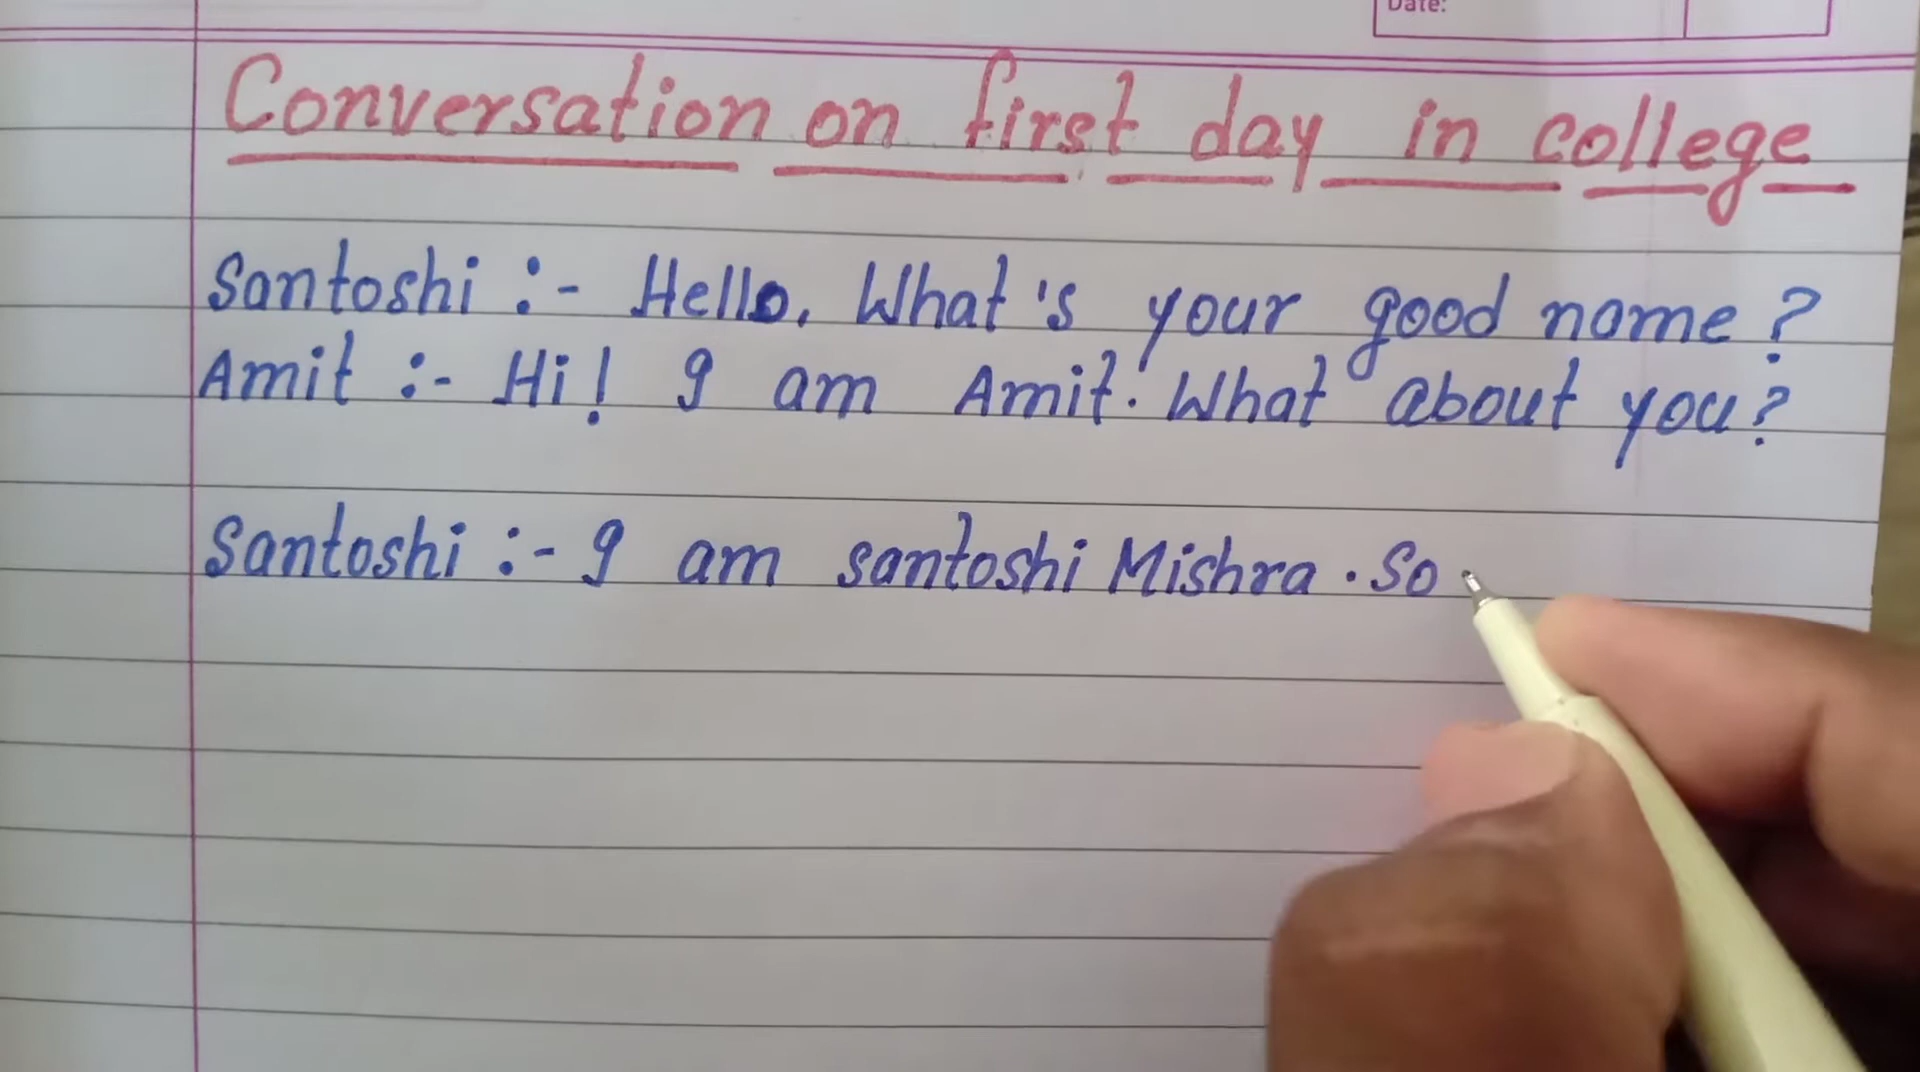 Date:
Conversation on first day in college
Santoshi :- Hello. What's your good name?
Amit :- Hi! I am Amit. What about you?
Santoshi :- I am santoshi Mishra. So